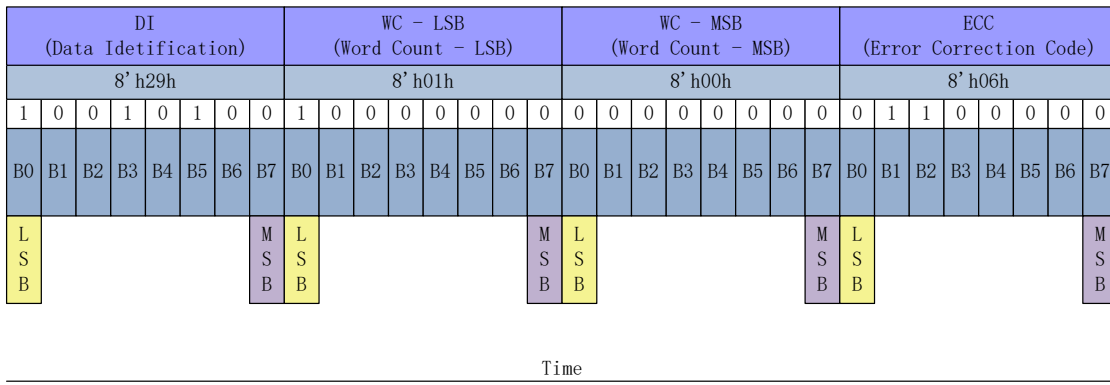 DI WC - LSB WC - MSB ECC
(Data Idetification) (Word Count - LSB) (Word Count - MSB) (Error Correction Code)
8'h29h 8'h01h 8'h00h 8'h06h
1 0 0 1 0 1 0 0 1 0 0 0 0 0 0 0 0 0 0 0 0 0 0 0 0 1 1 0 0 0 0 0
B0 B1 B2 B3 B4 B5 B6 B7 B0 B1 B2 B3 B4 B5 B6 B7 B0 B1 B2 B3 B4 B5 B6 B7 B0 B1 B2 B3 B4 B5 B6 B7
L M L M L M L M
S S S S S S S S
B B B B B B B B
Time